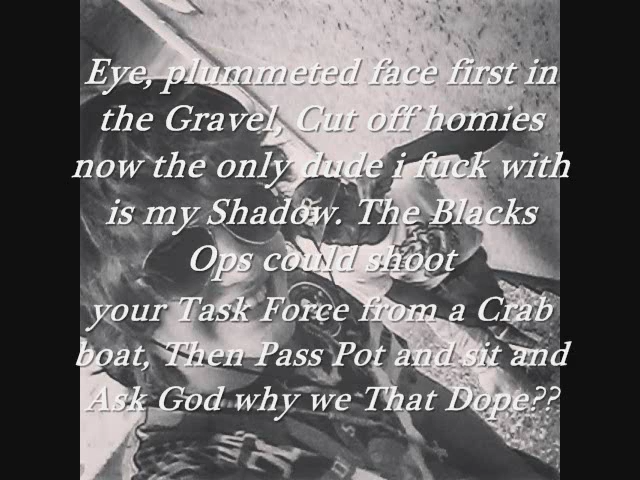 Eye, plummeted face first in
the Gravel, Cut off homies
now the only dude i fuck with
is my Shadow. The Blacks
Ops could shoot
your Task Force from a Crab
boat, Then Pass Pot and sit and
Ask God why we That Dope??